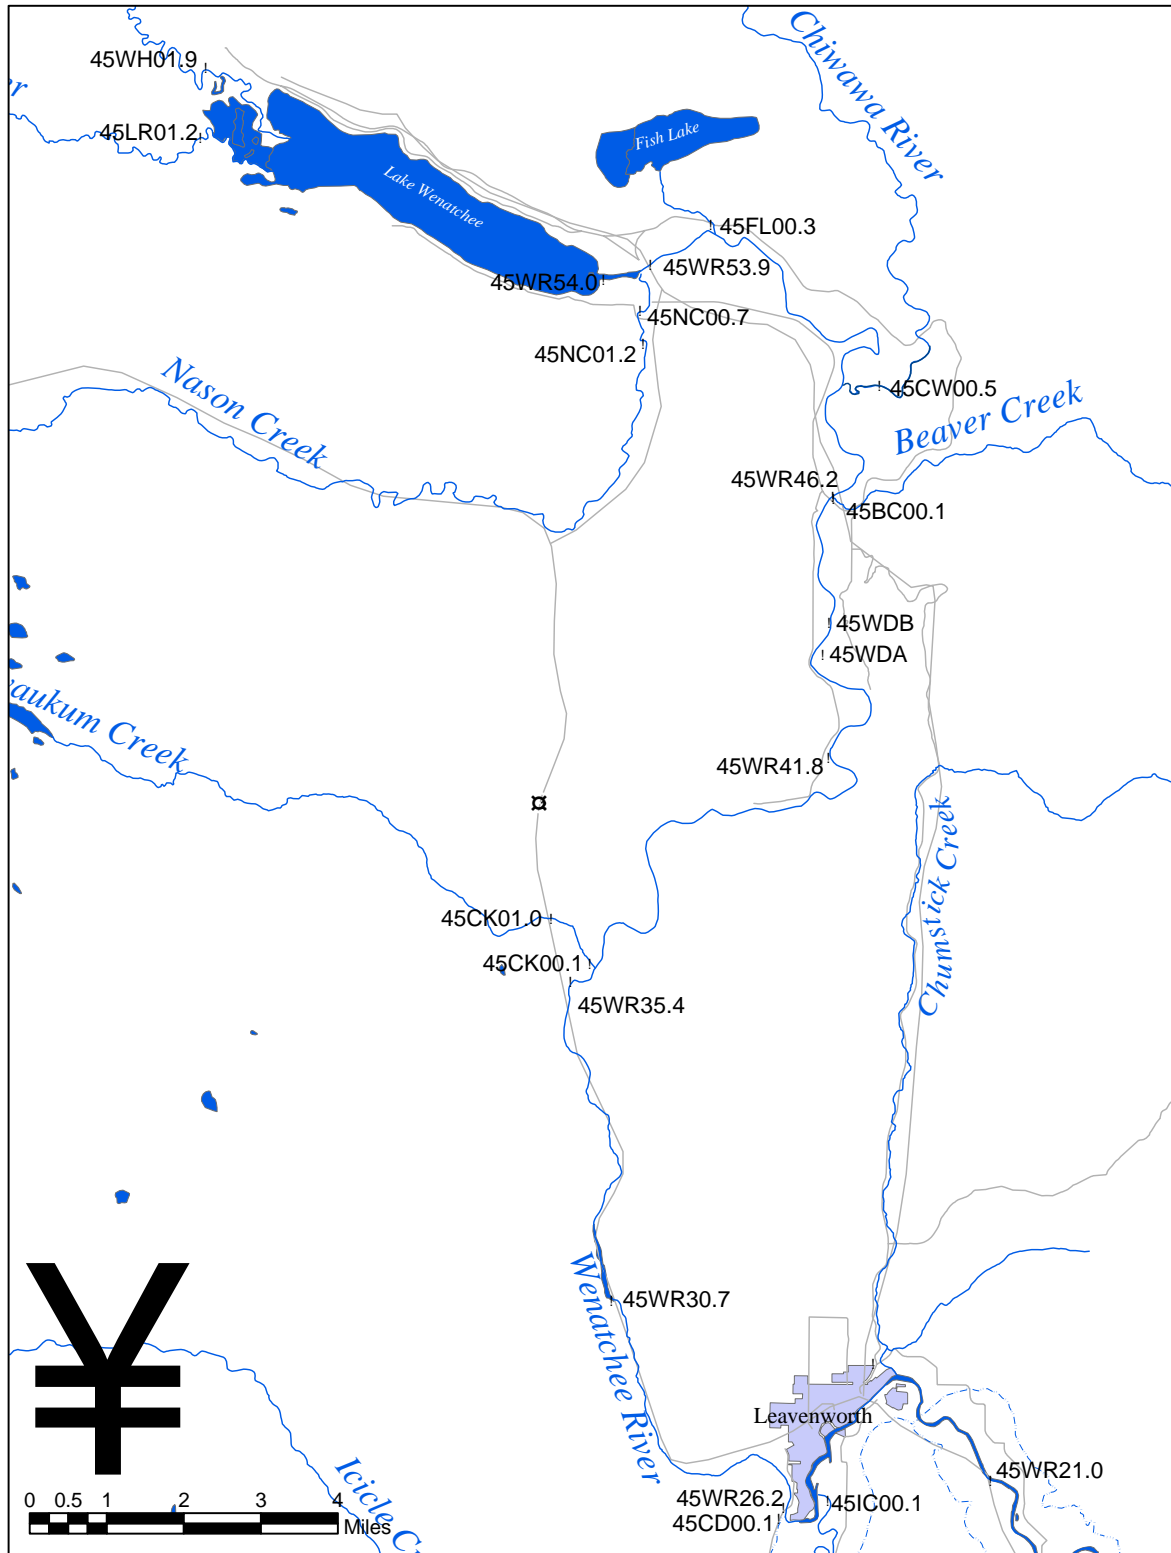 Chiwawa River
45WH01.9
er
45LR01.2
Fish Lake
Lake Wenatchee
45FL00.3
45WR53.9
45WR54.0
45NC00.7
45NC01.2
Nason Creek
45CW00.5
Beaver Creek
45WR46.2
45BC00.1
45WDB
45WDA
aukum Creek
45WR41.8
Chumstick Creek
45CK01.0
45CK00.1
45WR35.4
Wenatchee River
45WR30.7
¥
Leavenworth
Icicle C
45WR21.0
45WR26.2
45IC00.1
45CD00.1
0 0.5 1 2 3 4
Miles